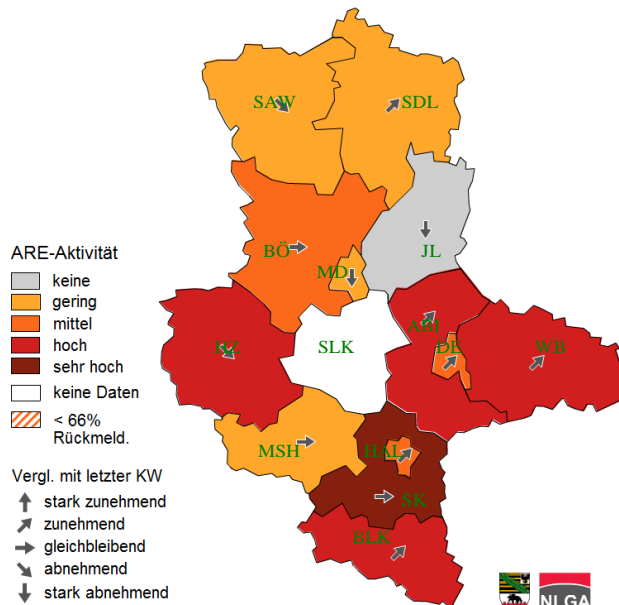 SAW
SDL
BÖ
MD
JL
ARE-Aktivität
keine
gering
mittel
hoch
sehr hoch
keine Daten
< 66%
Rückmeld.
HZ
SLK
ABI
DE
WB
MSH
HAL
SK
BLK
Vergl. mit letzter KW
stark zunehmend
zunehmend
gleichbleibend
abnehmend
stark abnehmend
NLGA